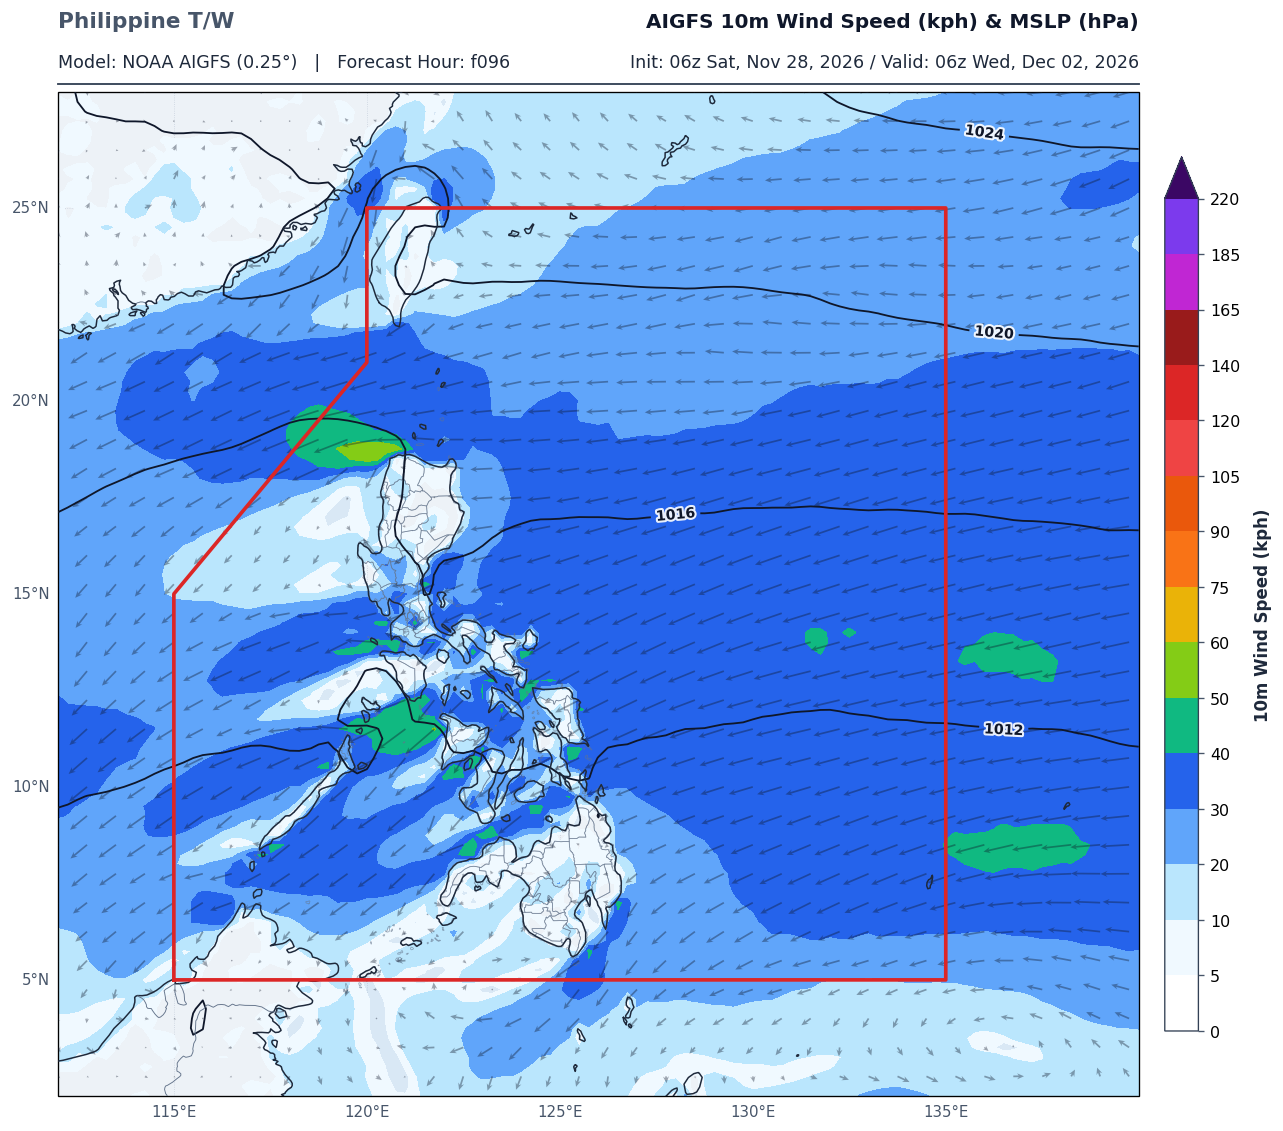 Philippine T/W
AIGFS 10m Wind Speed (kph) & MSLP (hPa)
Model: NOAA AIGFS (0.25°)   |   Forecast Hour: f096
Init: 06z Sat, Nov 28, 2026 / Valid: 06z Wed, Dec 02, 2026
1024
220
25°N
185
165
1020
140
20°N
120
105
1016
90
75
15°N
60
50
1012
40
10°N
30
20
10
5°N
5
0
10m Wind Speed (kph)
115°E
120°E
125°E
130°E
135°E